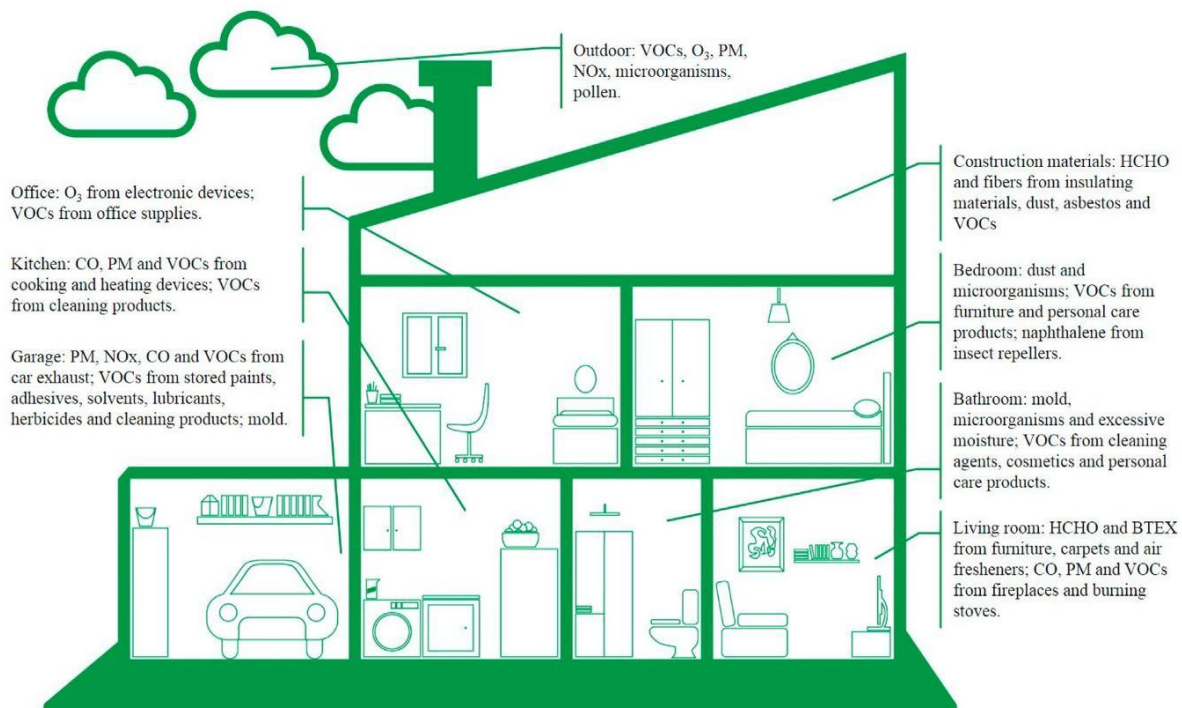 Outdoor: VOCs, O₃, PM,
NOx, microorganisms,
pollen.
Office: O₃ from electronic devices;
VOCs from office supplies.
Kitchen: CO, PM and VOCs from
cooking and heating devices; VOCs
from cleaning products.
Garage: PM, NOx, CO and VOCs from
car exhaust; VOCs from stored paints,
adhesives, solvents, lubricants,
herbicides and cleaning products; mold.
Construction materials: HCHO
and fibers from insulating
materials, dust, asbestos and
VOCs
Bedroom: dust and
microorganisms; VOCs from
furniture and personal care
products; naphthalene from
insect repellers.
Bathroom: mold,
microorganisms and excessive
moisture; VOCs from cleaning
agents, cosmetics and personal
care products.
Living room: HCHO and BTEX
from furniture, carpets and air
fresheners; CO, PM and VOCs
from fireplaces and burning
stoves.